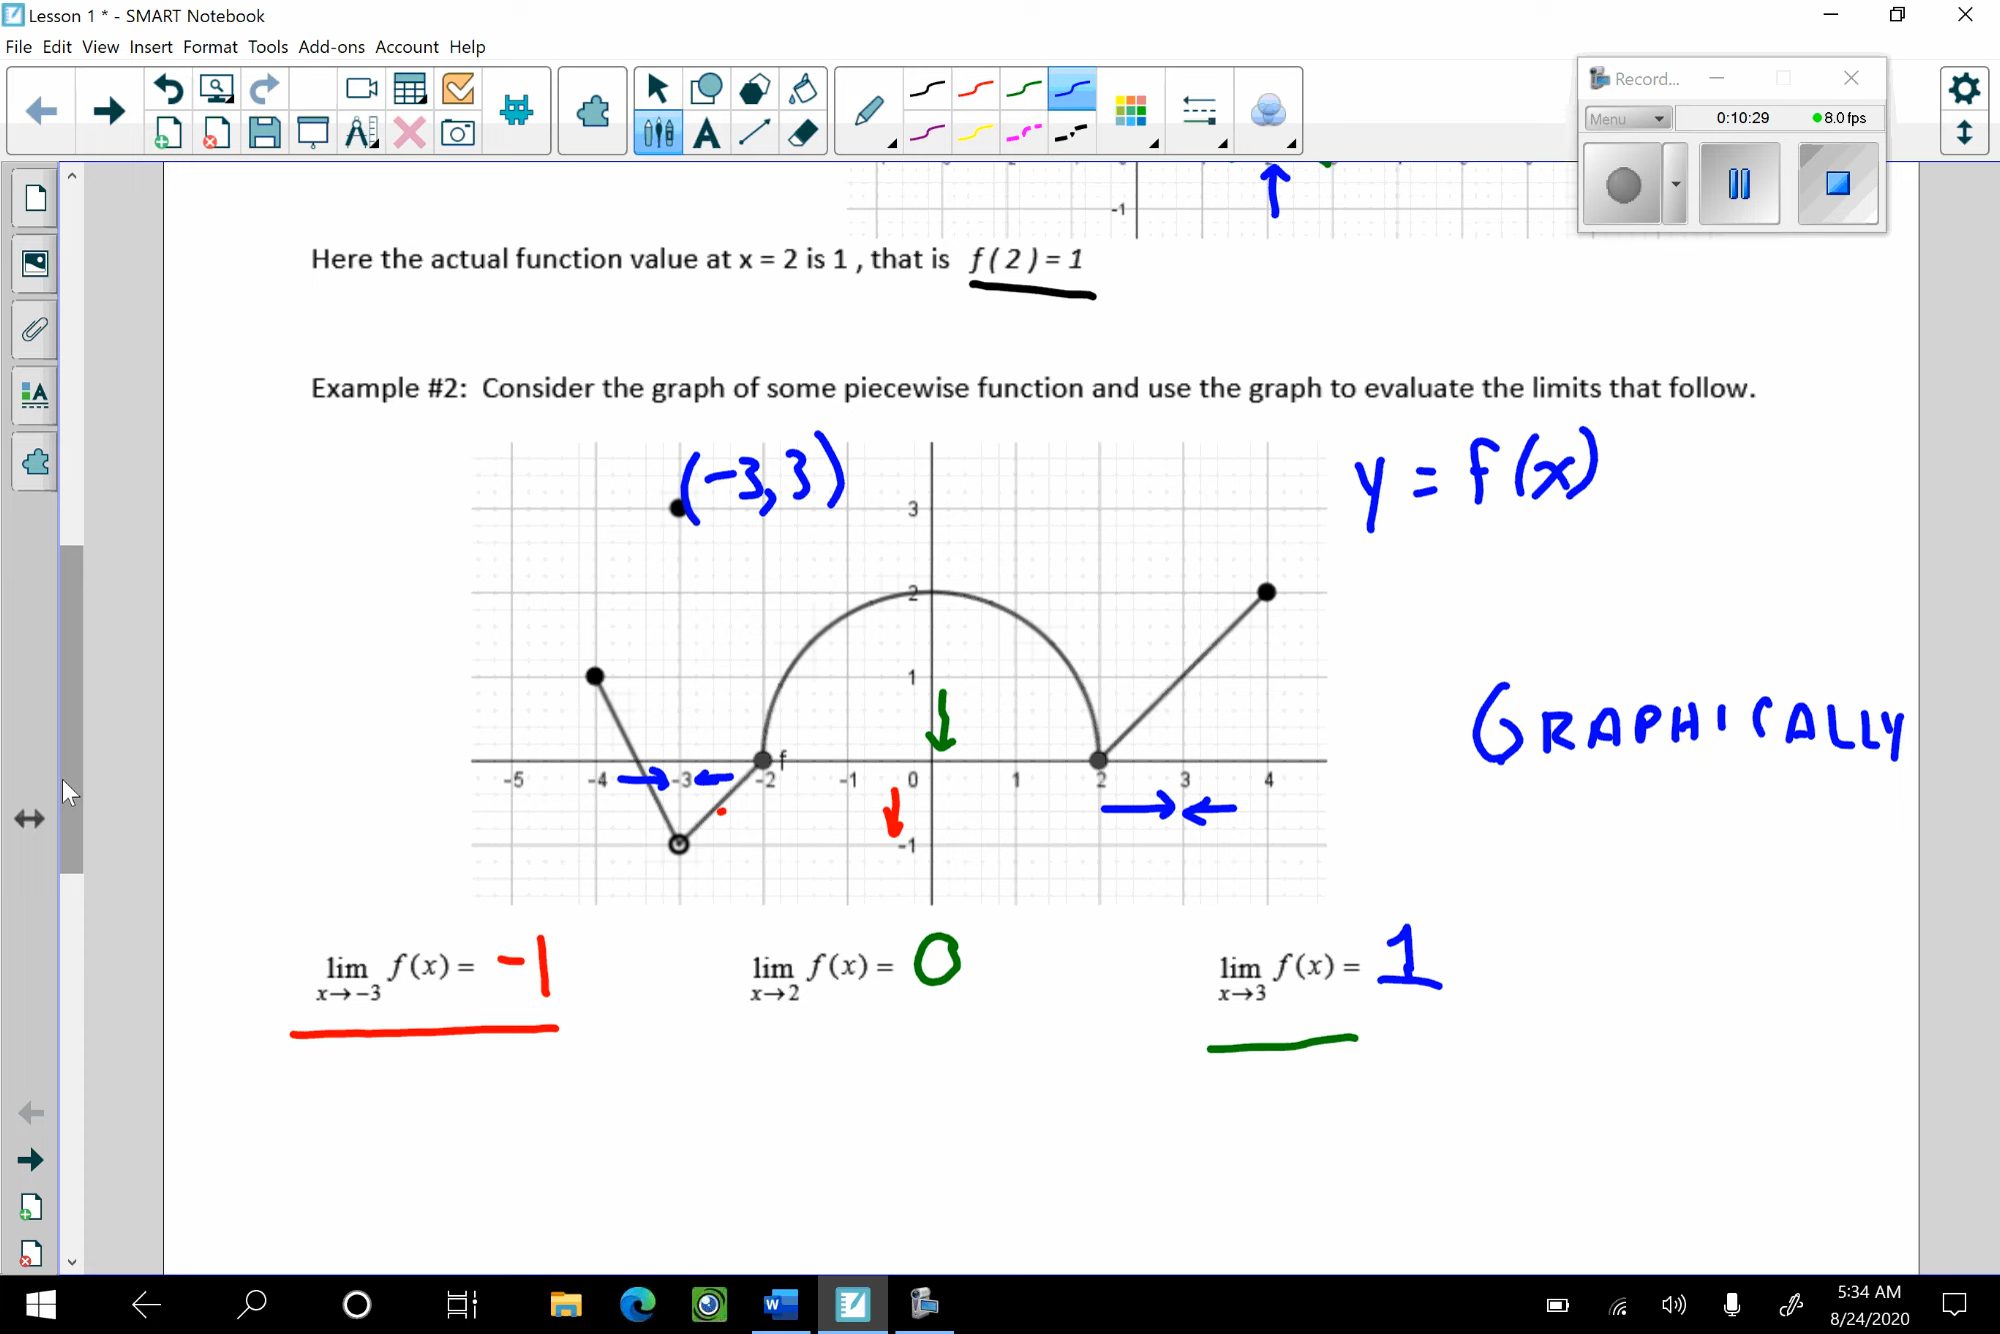 Lesson 1 * - SMART Notebook
File Edit View Insert Format Tools Add-ons Account Help
Record...
Menu 0:10:29 8.0 fps
-1
Here the actual function value at x = 2 is 1 , that is f ( 2 ) = 1
Example #2: Consider the graph of some piecewise function and use the graph to evaluate the limits that follow.
(-3,3)
y = f(x)
3
2
1
GRAPHICALLY
f
-5 -4 -3 -2 -1 0 1 2 3 4
-1
lim f(x) = -1
x→-3
lim f(x) = 0
x→2
lim f(x) = 1
x→3
5:34 AM
8/24/2020